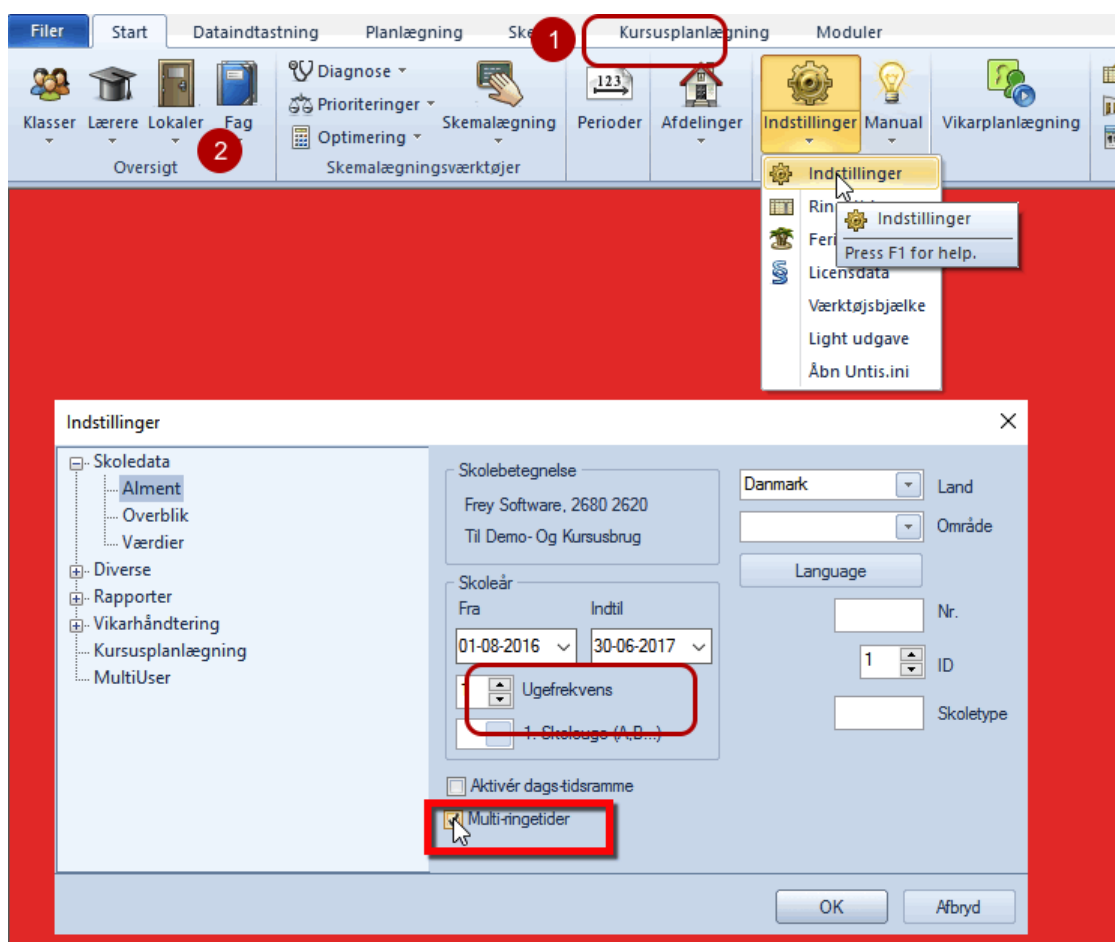 Filer Start Dataindtastning Planlægning Ske 1 Kursusplanlægning Moduler
Diagnose
Prioriteringer
Optimering
Klasser Lærere Lokaler Fag Skemalægning Perioder Afdelinger Indstillinger Manual Vikarplanlægning
2
Oversigt Skemalægningsværktøjer
Indstillinger
Indstillinger
Press F1 for help.
Licensdata
Værktøjsbjælke
Light udgave
Åbn Untis.ini
Indstillinger
Skoledata
Alment
Overblik
Værdier
Diverse
Rapporter
Vikarhåndtering
Kursusplanlægning
MultiUser
Skolebetegnelse
Frey Software, 2680 2620
Til Demo- Og Kursusbrug
Skoleår
Fra Indtil
01-08-2016 30-06-2017
Ugefrekvens
1. Skoleuge (A,B...)
Aktivér dags-tidsramme
Multi-ringetider
Danmark Land
Område
Language
Nr.
1 ID
Skoletype
OK Afbryd